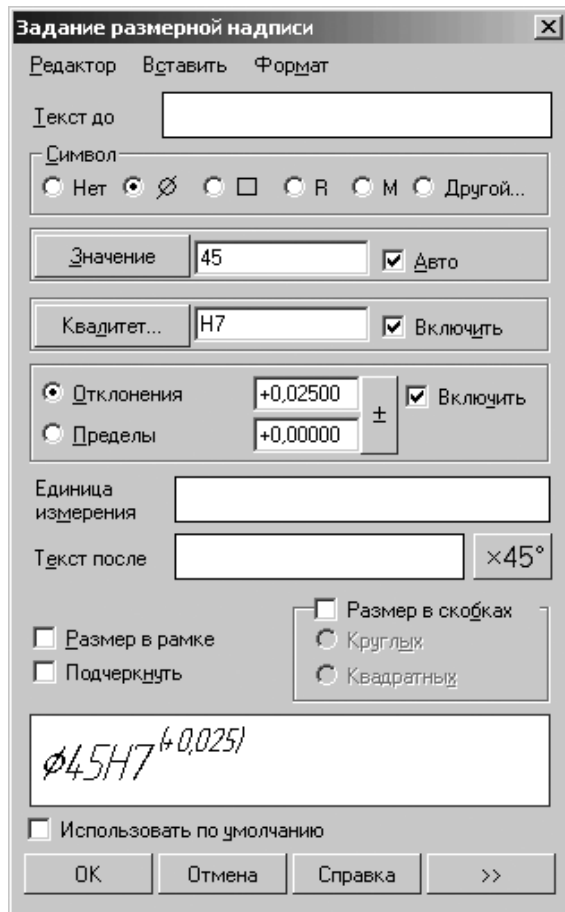 Задание размерной надписи
Редактор Вставить Формат
Текст до
Символ
Нет ∅ □ R M Другой...
Значение 45 Авто
Квалитет... H7 Включить
Отклонения +0,02500 ± Включить
Пределы +0,00000
Единица
измерения
Текст после ×45°
Размер в скобках
Размер в рамке Круглых
Подчеркнуть Квадратных
∅45H7(+0,025)
Использовать по умолчанию
OK Отмена Справка >>